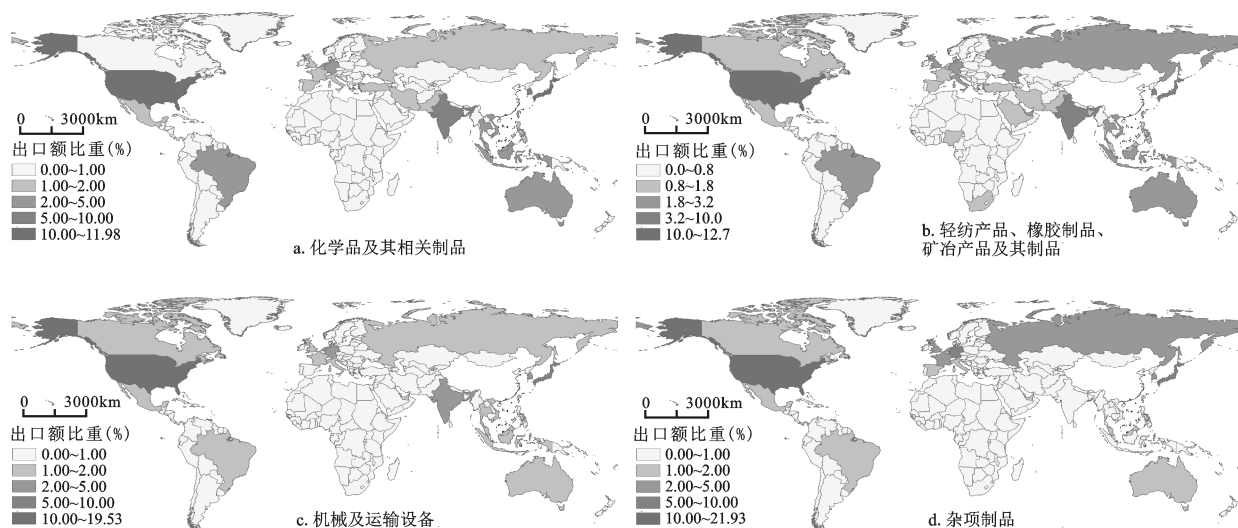 0 3000km
出口额比重(%)
0.00~1.00
1.00~2.00
2.00~5.00
5.00~10.00
10.00~11.98
a. 化学品及其相关制品
0 3000km
出口额比重(%)
0.0~0.8
0.8~1.8
1.8~3.2
3.2~10.0
10.0~12.7
b. 轻纺产品、橡胶制品、
矿冶产品及其制品
0 3000km
出口额比重(%)
0.00~1.00
1.00~2.00
2.00~5.00
5.00~10.00
10.00~19.53
c. 机械及运输设备
0 3000km
出口额比重(%)
0.00~1.00
1.00~2.00
2.00~5.00
5.00~10.00
10.00~21.93
d. 杂项制品